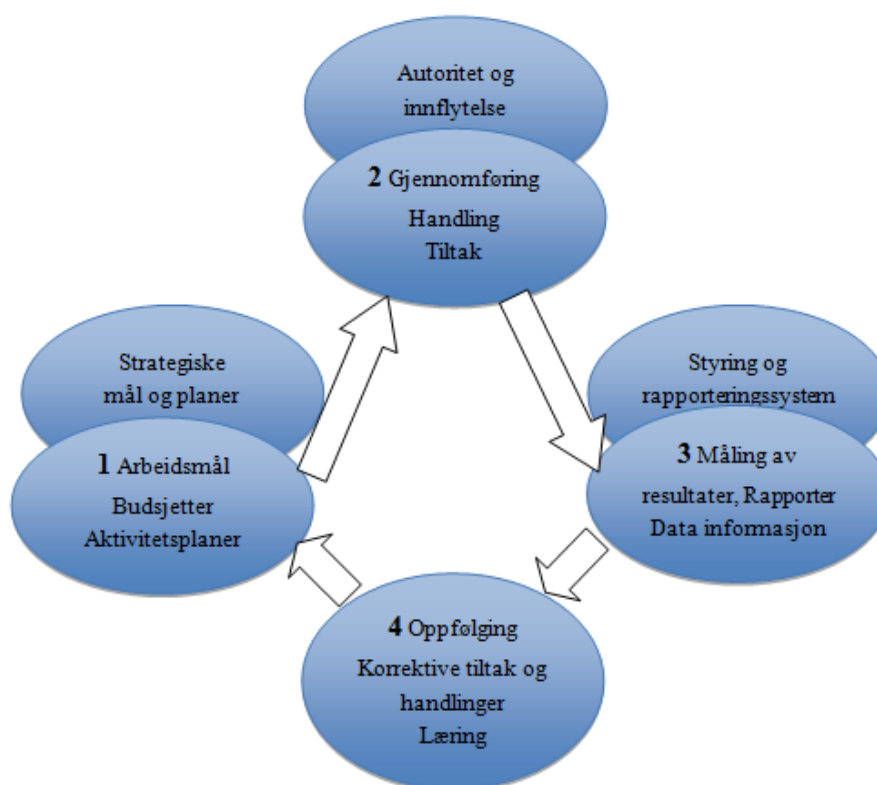 Autoritet og
innflytelse
2 Gjennomføring
Handling
Tiltak
Strategiske
mål og planer
1 Arbeidsmål
Budsjetter
Aktivitetsplaner
Styring og
rapporteringssystem
3 Måling av
resultater, Rapporter
Data informasjon
4 Oppfølging
Korrektive tiltak og
handlinger
Læring